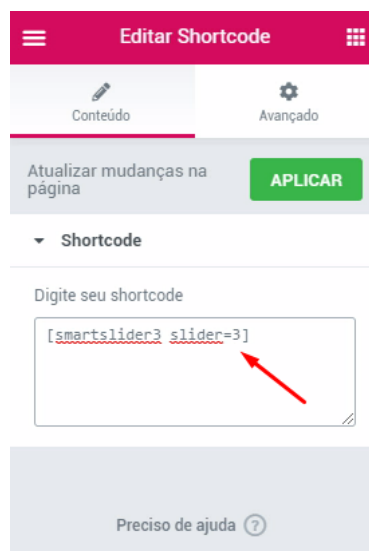 Editar Shortcode
Conteúdo
Avançado
Atualizar mudanças na
página
APLICAR
Shortcode
Digite seu shortcode
[smartslider3 slider=3]
Preciso de ajuda ?